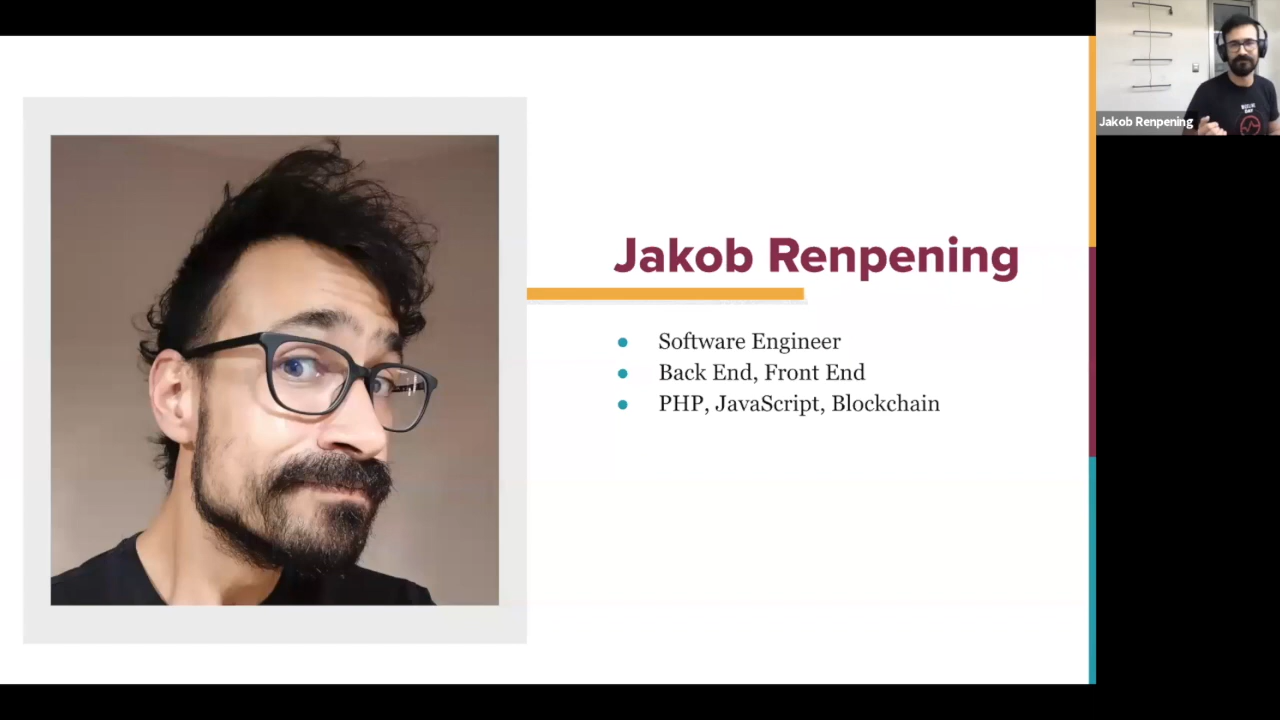 Jakob Renpening
Software Engineer
Back End, Front End
PHP, JavaScript, Blockchain
Jakob Renpening